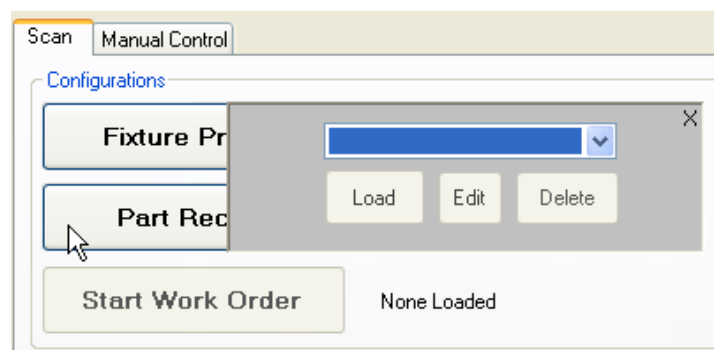 Scan Manual Control
Configurations
Fixture Pr
X
Load Edit Delete
Part Rec
Start Work Order None Loaded